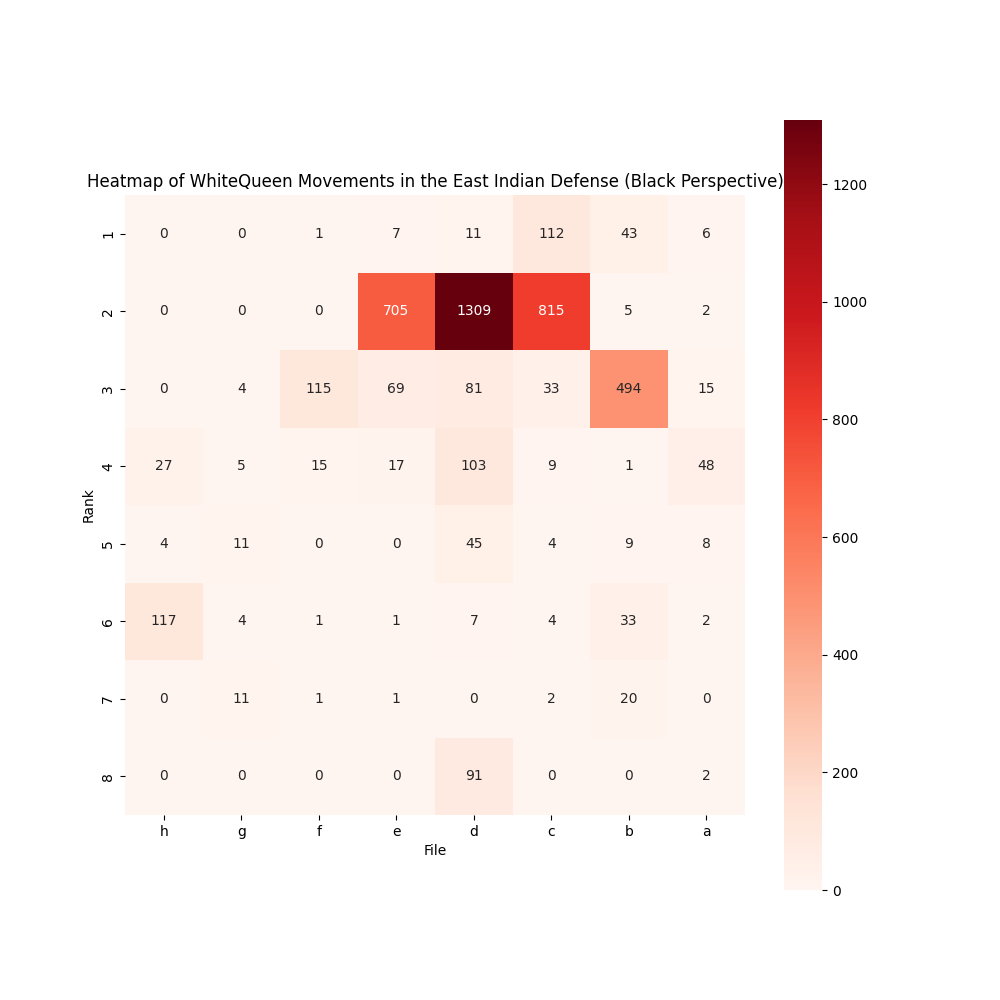 Heatmap of WhiteQueen Movements in the East Indian Defense (Black Perspective)
1 0 0 1 7 11 112 43 6
2 0 0 0 705 1309 815 5 2
3 0 4 115 69 81 33 494 15
4 27 5 15 17 103 9 1 48
Rank
5 4 11 0 0 45 4 9 8
6 117 4 1 1 7 4 33 2
7 0 11 1 1 0 2 20 0
8 0 0 0 0 91 0 0 2
h g f e d c b a
File
1200
1000
800
600
400
200
0